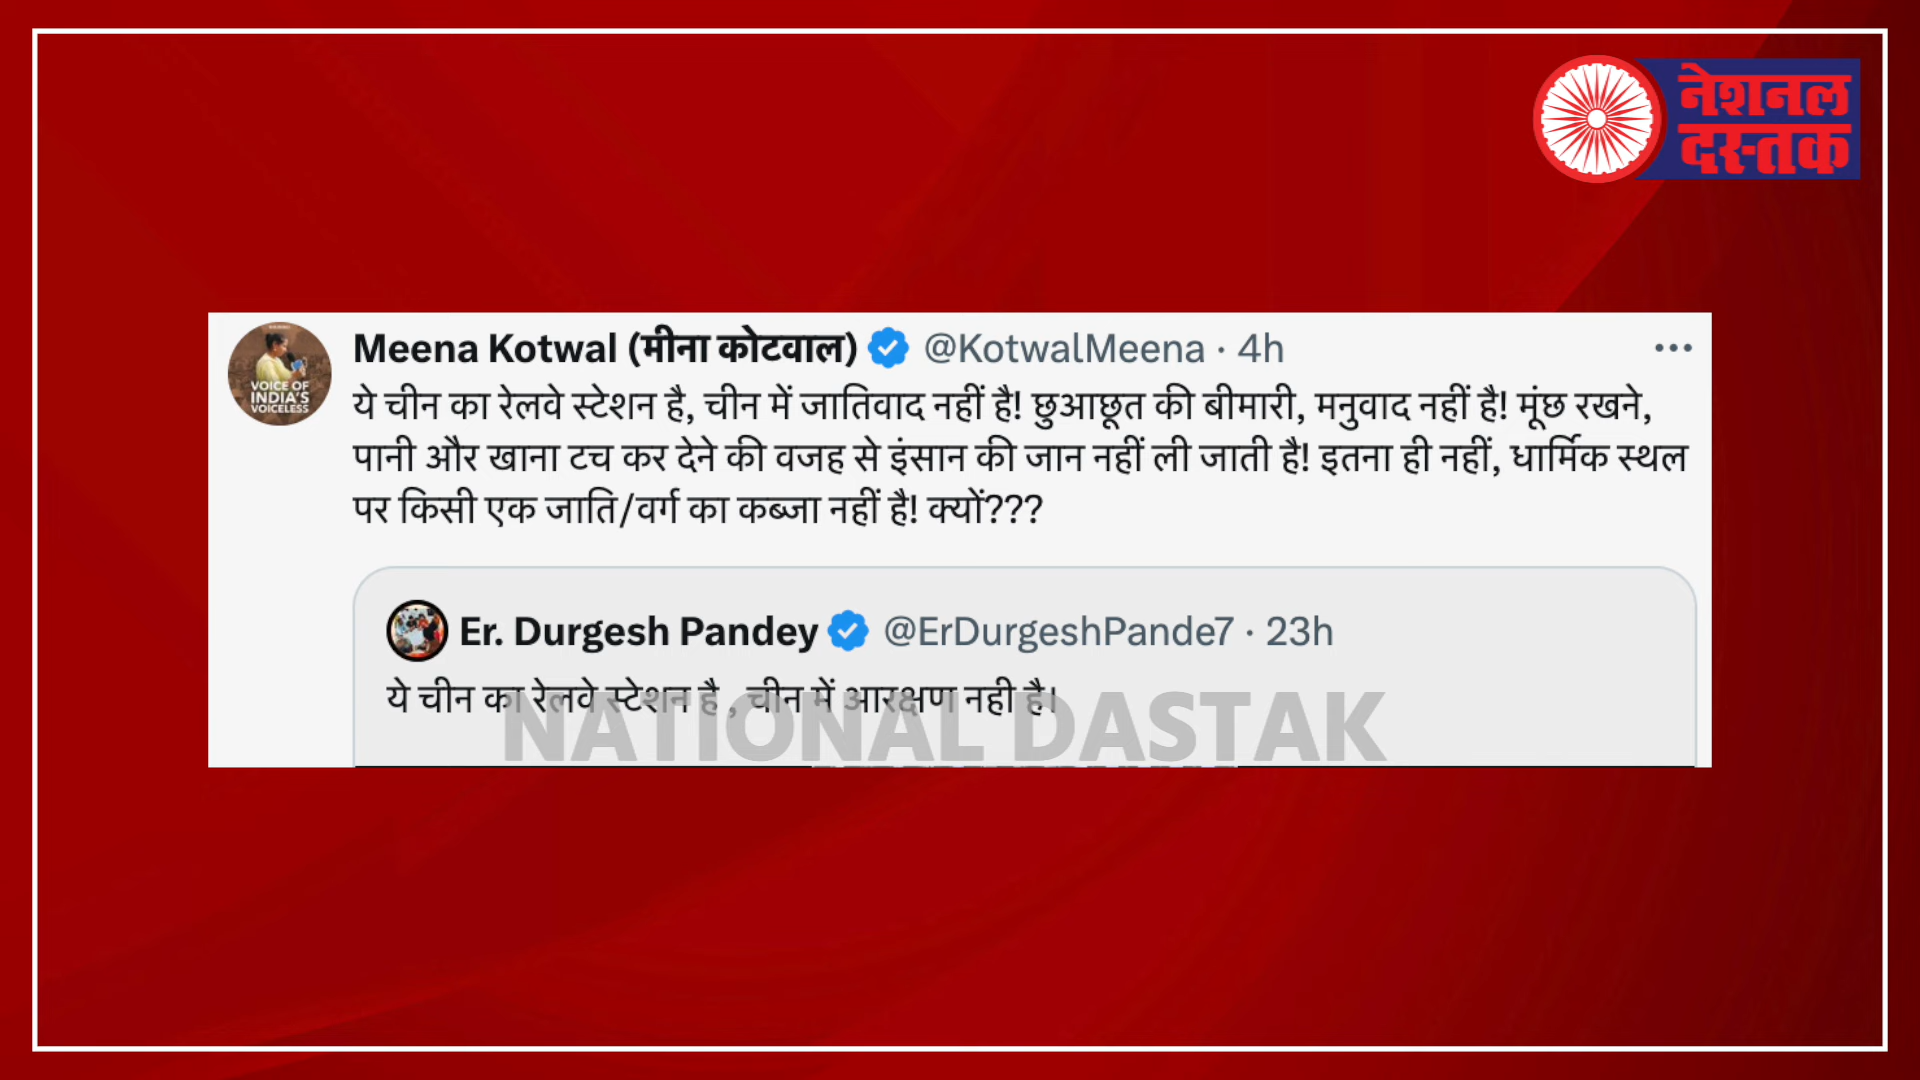 नेशनल
दस्तक
Meena Kotwal (मीना कोटवाल) @KotwalMeena · 4h
ये चीन का रेलवे स्टेशन है, चीन में जातिवाद नहीं है! छुआछूत की बीमारी, मनुवाद नहीं है! मूंछ रखने,
पानी और खाना टच कर देने की वजह से इंसान की जान नहीं ली जाती है! इतना ही नहीं, धार्मिक स्थल
पर किसी एक जाति/वर्ग का कब्जा नहीं है! क्यों???
VOICE OF
INDIA'S
VOICELESS
Er. Durgesh Pandey @ErDurgeshPande7 · 23h
ये चीन का रेलवे स्टेशन है , चीन में आरक्षण नही है।
NATIONAL DASTAK